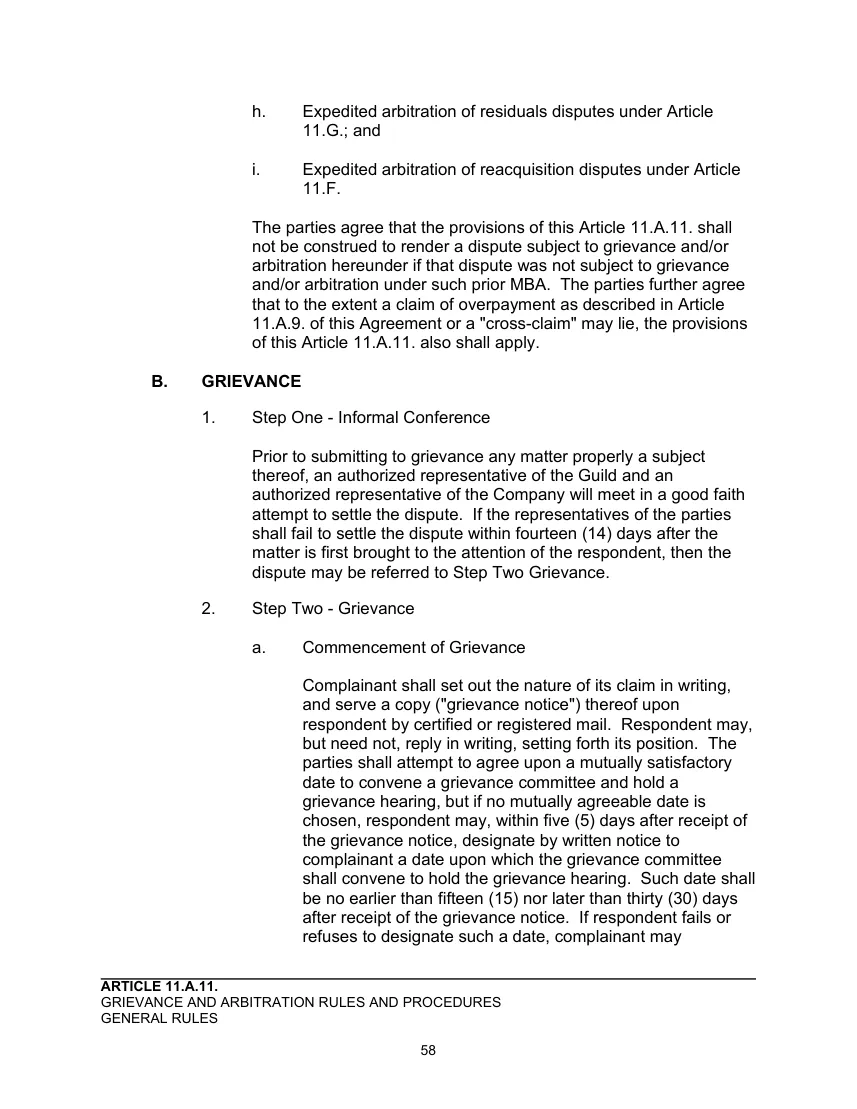 h. Expedited arbitration of residuals disputes under Article
11.G.; and
i. Expedited arbitration of reacquisition disputes under Article
11.F.
The parties agree that the provisions of this Article 11.A.11. shall
not be construed to render a dispute subject to grievance and/or
arbitration hereunder if that dispute was not subject to grievance
and/or arbitration under such prior MBA.  The parties further agree
that to the extent a claim of overpayment as described in Article
11.A.9. of this Agreement or a "cross-claim" may lie, the provisions
of this Article 11.A.11. also shall apply.
B. GRIEVANCE
1. Step One - Informal Conference
Prior to submitting to grievance any matter properly a subject
thereof, an authorized representative of the Guild and an
authorized representative of the Company will meet in a good faith
attempt to settle the dispute.  If the representatives of the parties
shall fail to settle the dispute within fourteen (14) days after the
matter is first brought to the attention of the respondent, then the
dispute may be referred to Step Two Grievance.
2. Step Two - Grievance
a. Commencement of Grievance
Complainant shall set out the nature of its claim in writing,
and serve a copy ("grievance notice") thereof upon
respondent by certified or registered mail.  Respondent may,
but need not, reply in writing, setting forth its position.  The
parties shall attempt to agree upon a mutually satisfactory
date to convene a grievance committee and hold a
grievance hearing, but if no mutually agreeable date is
chosen, respondent may, within five (5) days after receipt of
the grievance notice, designate by written notice to
complainant a date upon which the grievance committee
shall convene to hold the grievance hearing.  Such date shall
be no earlier than fifteen (15) nor later than thirty (30) days
after receipt of the grievance notice.  If respondent fails or
refuses to designate such a date, complainant may
ARTICLE 11.A.11.
GRIEVANCE AND ARBITRATION RULES AND PROCEDURES
GENERAL RULES
58